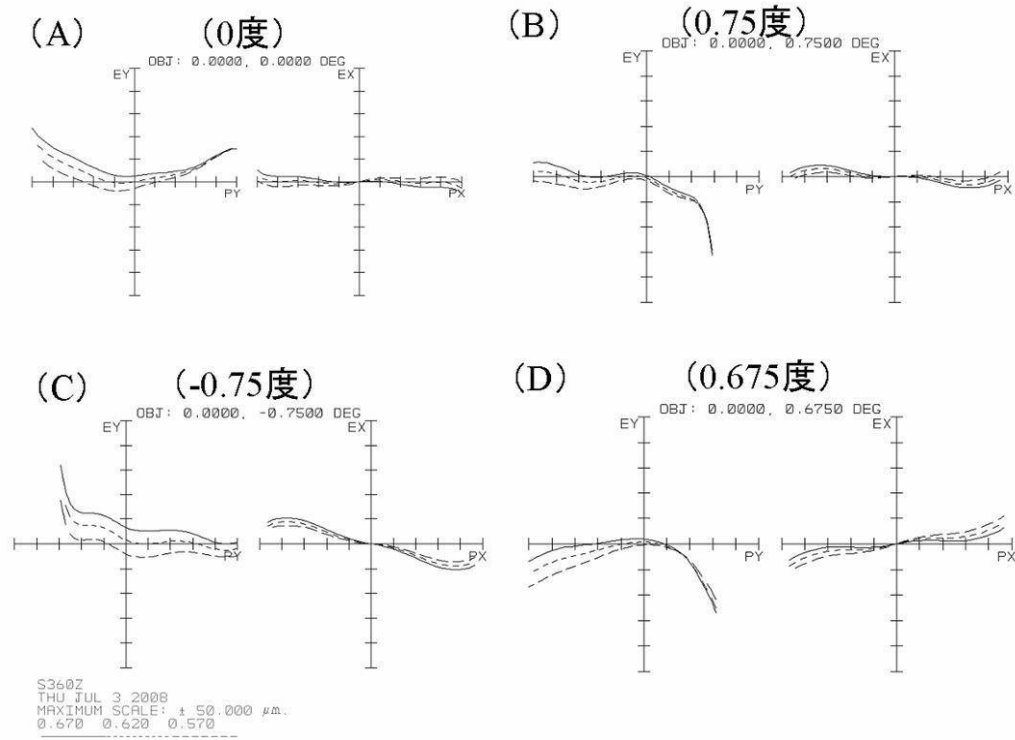 (A) (0度)
OBJ: 0.0000, 0.0000 DEG
EY EX
PY PX
(B) (0.75度)
OBJ: 0.0000, 0.7500 DEG
EY EX
PY PX
(C) (-0.75度)
OBJ: 0.0000, -0.7500 DEG
EY EX
PY PX
(D) (0.675度)
OBJ: 0.0000, 0.6750 DEG
EY EX
PY PX
S360Z
THU JUL 3 2008
MAXIMUM SCALE: ± 50.000 μm.
0.670 0.620 0.570